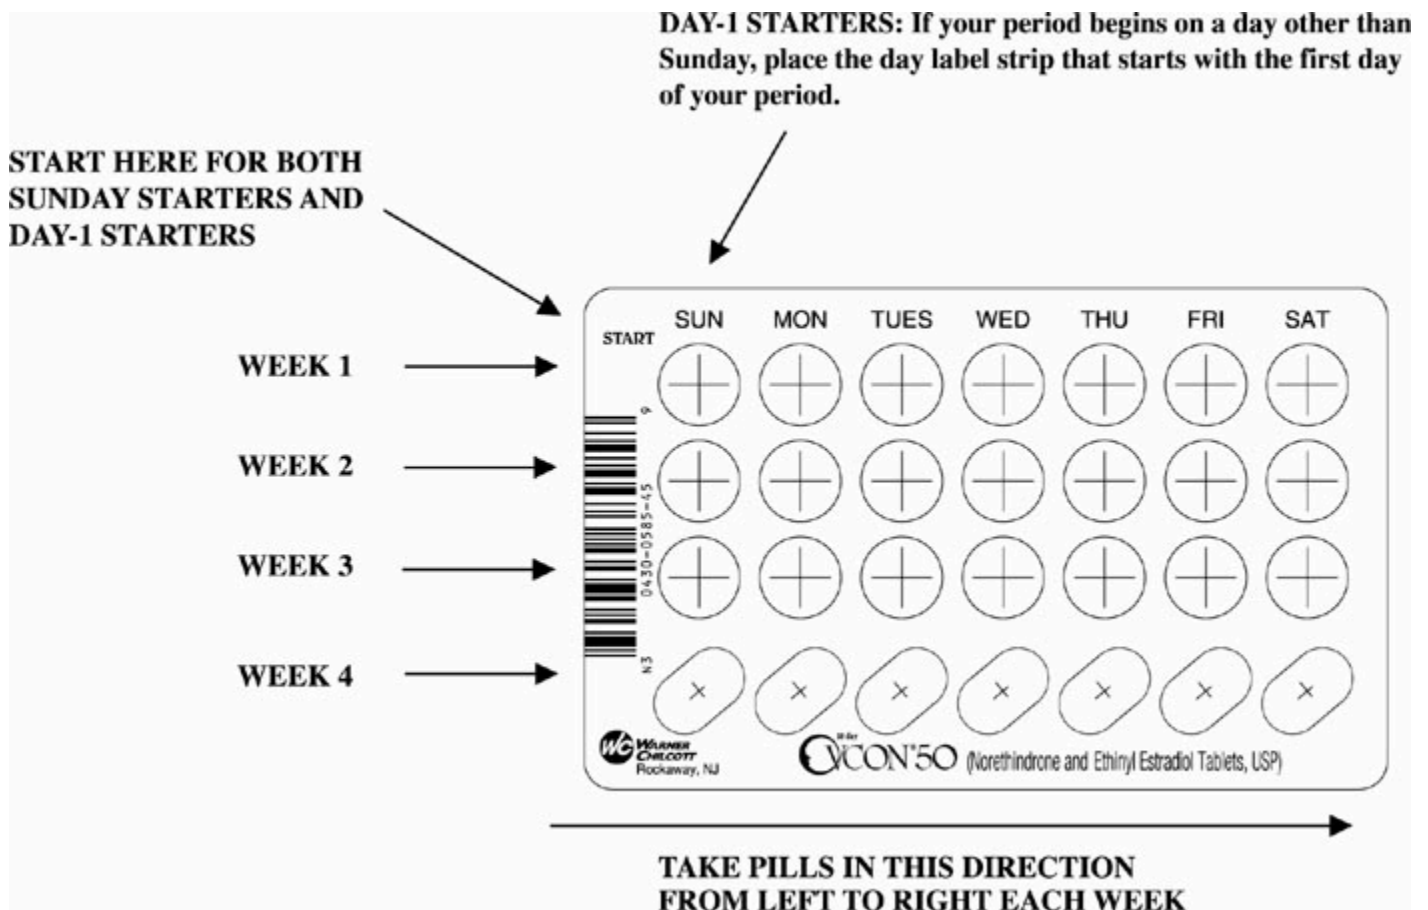 DAY-1 STARTERS: If your period begins on a day other than
Sunday, place the day label strip that starts with the first day
of your period.
START HERE FOR BOTH
SUNDAY STARTERS AND
DAY-1 STARTERS
START
SUN MON TUES WED THU FRI SAT
WEEK 1
WEEK 2
WEEK 3
WEEK 4
9
0430-0585-45
N3
WC WARNER
CHILCOTT
Rockaway, NJ
OVCON®50 (Norethindrone and Ethinyl Estradiol Tablets, USP)
TAKE PILLS IN THIS DIRECTION
FROM LEFT TO RIGHT EACH WEEK